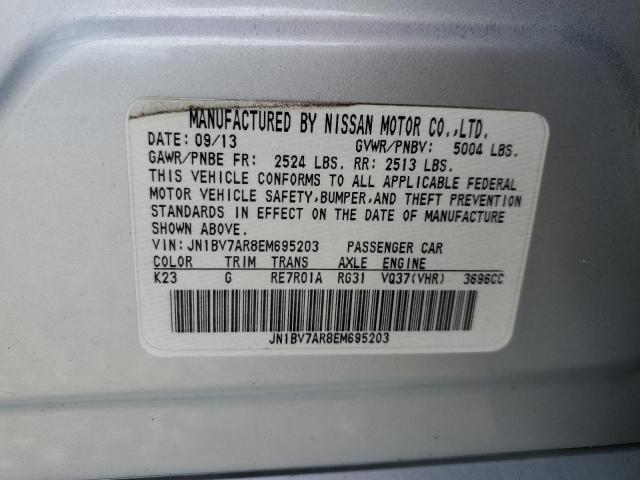 MANUFACTURED BY NISSAN MOTOR CO.,LTD.
DATE: 09/13 GVWR/PNBV: 5004 LBS.
GAWR/PNBE FR: 2524 LBS. RR: 2513 LBS.
THIS VEHICLE CONFORMS TO ALL APPLICABLE FEDERAL
MOTOR VEHICLE SAFETY,BUMPER,AND THEFT PREVENTION
STANDARDS IN EFFECT ON THE DATE OF MANUFACTURE
SHOWN ABOVE.
VIN:JN1BV7AR8EM695203 PASSENGER CAR
COLOR TRIM TRANS AXLE ENGINE
K23 G RE7R01A RG31 VQ37(VHR) 3696CC
JN1BV7AR8EM695203